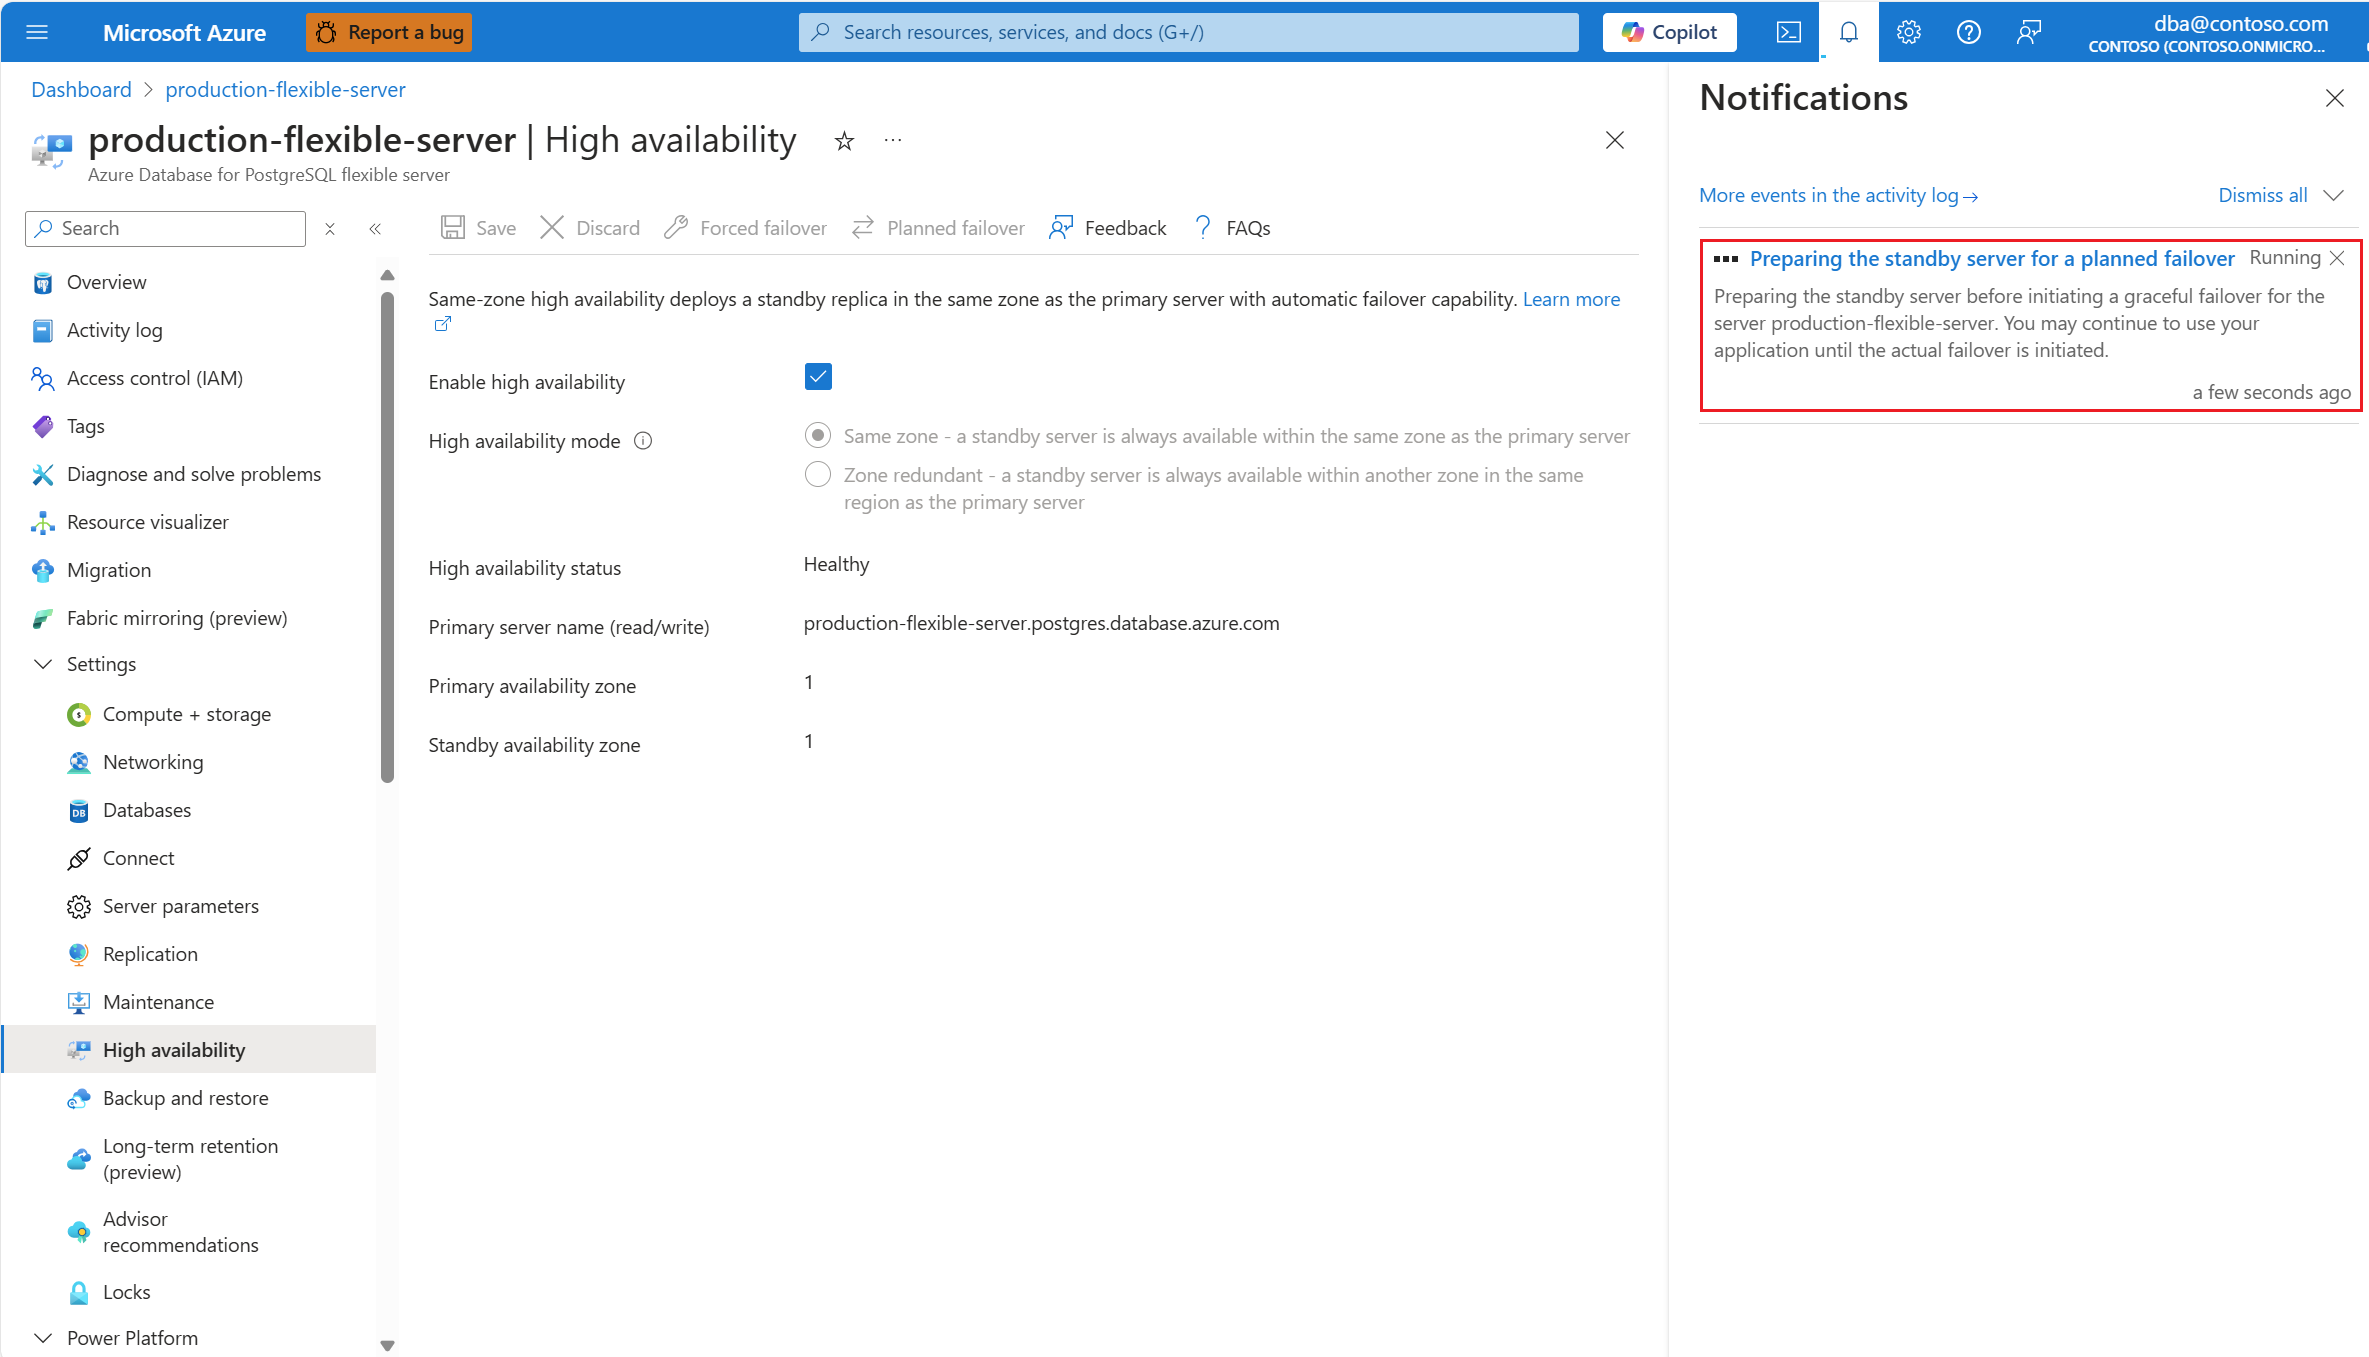 Microsoft Azure
Report a bug
Search resources, services, and docs (G+/)
Copilot
dba@contoso.com
CONTOSO (CONTOSO.ONMICRO...
Dashboard > production-flexible-server
production-flexible-server | High availability
Azure Database for PostgreSQL flexible server
Search
Overview
Activity log
Access control (IAM)
Tags
Diagnose and solve problems
Resource visualizer
Migration
Fabric mirroring (preview)
Settings
Compute + storage
Networking
Databases
Connect
Server parameters
Replication
Maintenance
High availability
Backup and restore
Long-term retention
(preview)
Advisor
recommendations
Locks
Power Platform
Save
Discard
Forced failover
Planned failover
Feedback
FAQs
Same-zone high availability deploys a standby replica in the same zone as the primary server with automatic failover capability. Learn more
Enable high availability
High availability mode
Same zone - a standby server is always available within the same zone as the primary server
Zone redundant - a standby server is always available within another zone in the same
region as the primary server
High availability status
Healthy
Primary server name (read/write)
production-flexible-server.postgres.database.azure.com
Primary availability zone
1
Standby availability zone
1
Notifications
More events in the activity log →
Dismiss all
Preparing the standby server for a planned failover
Running
Preparing the standby server before initiating a graceful failover for the
server production-flexible-server. You may continue to use your
application until the actual failover is initiated.
a few seconds ago